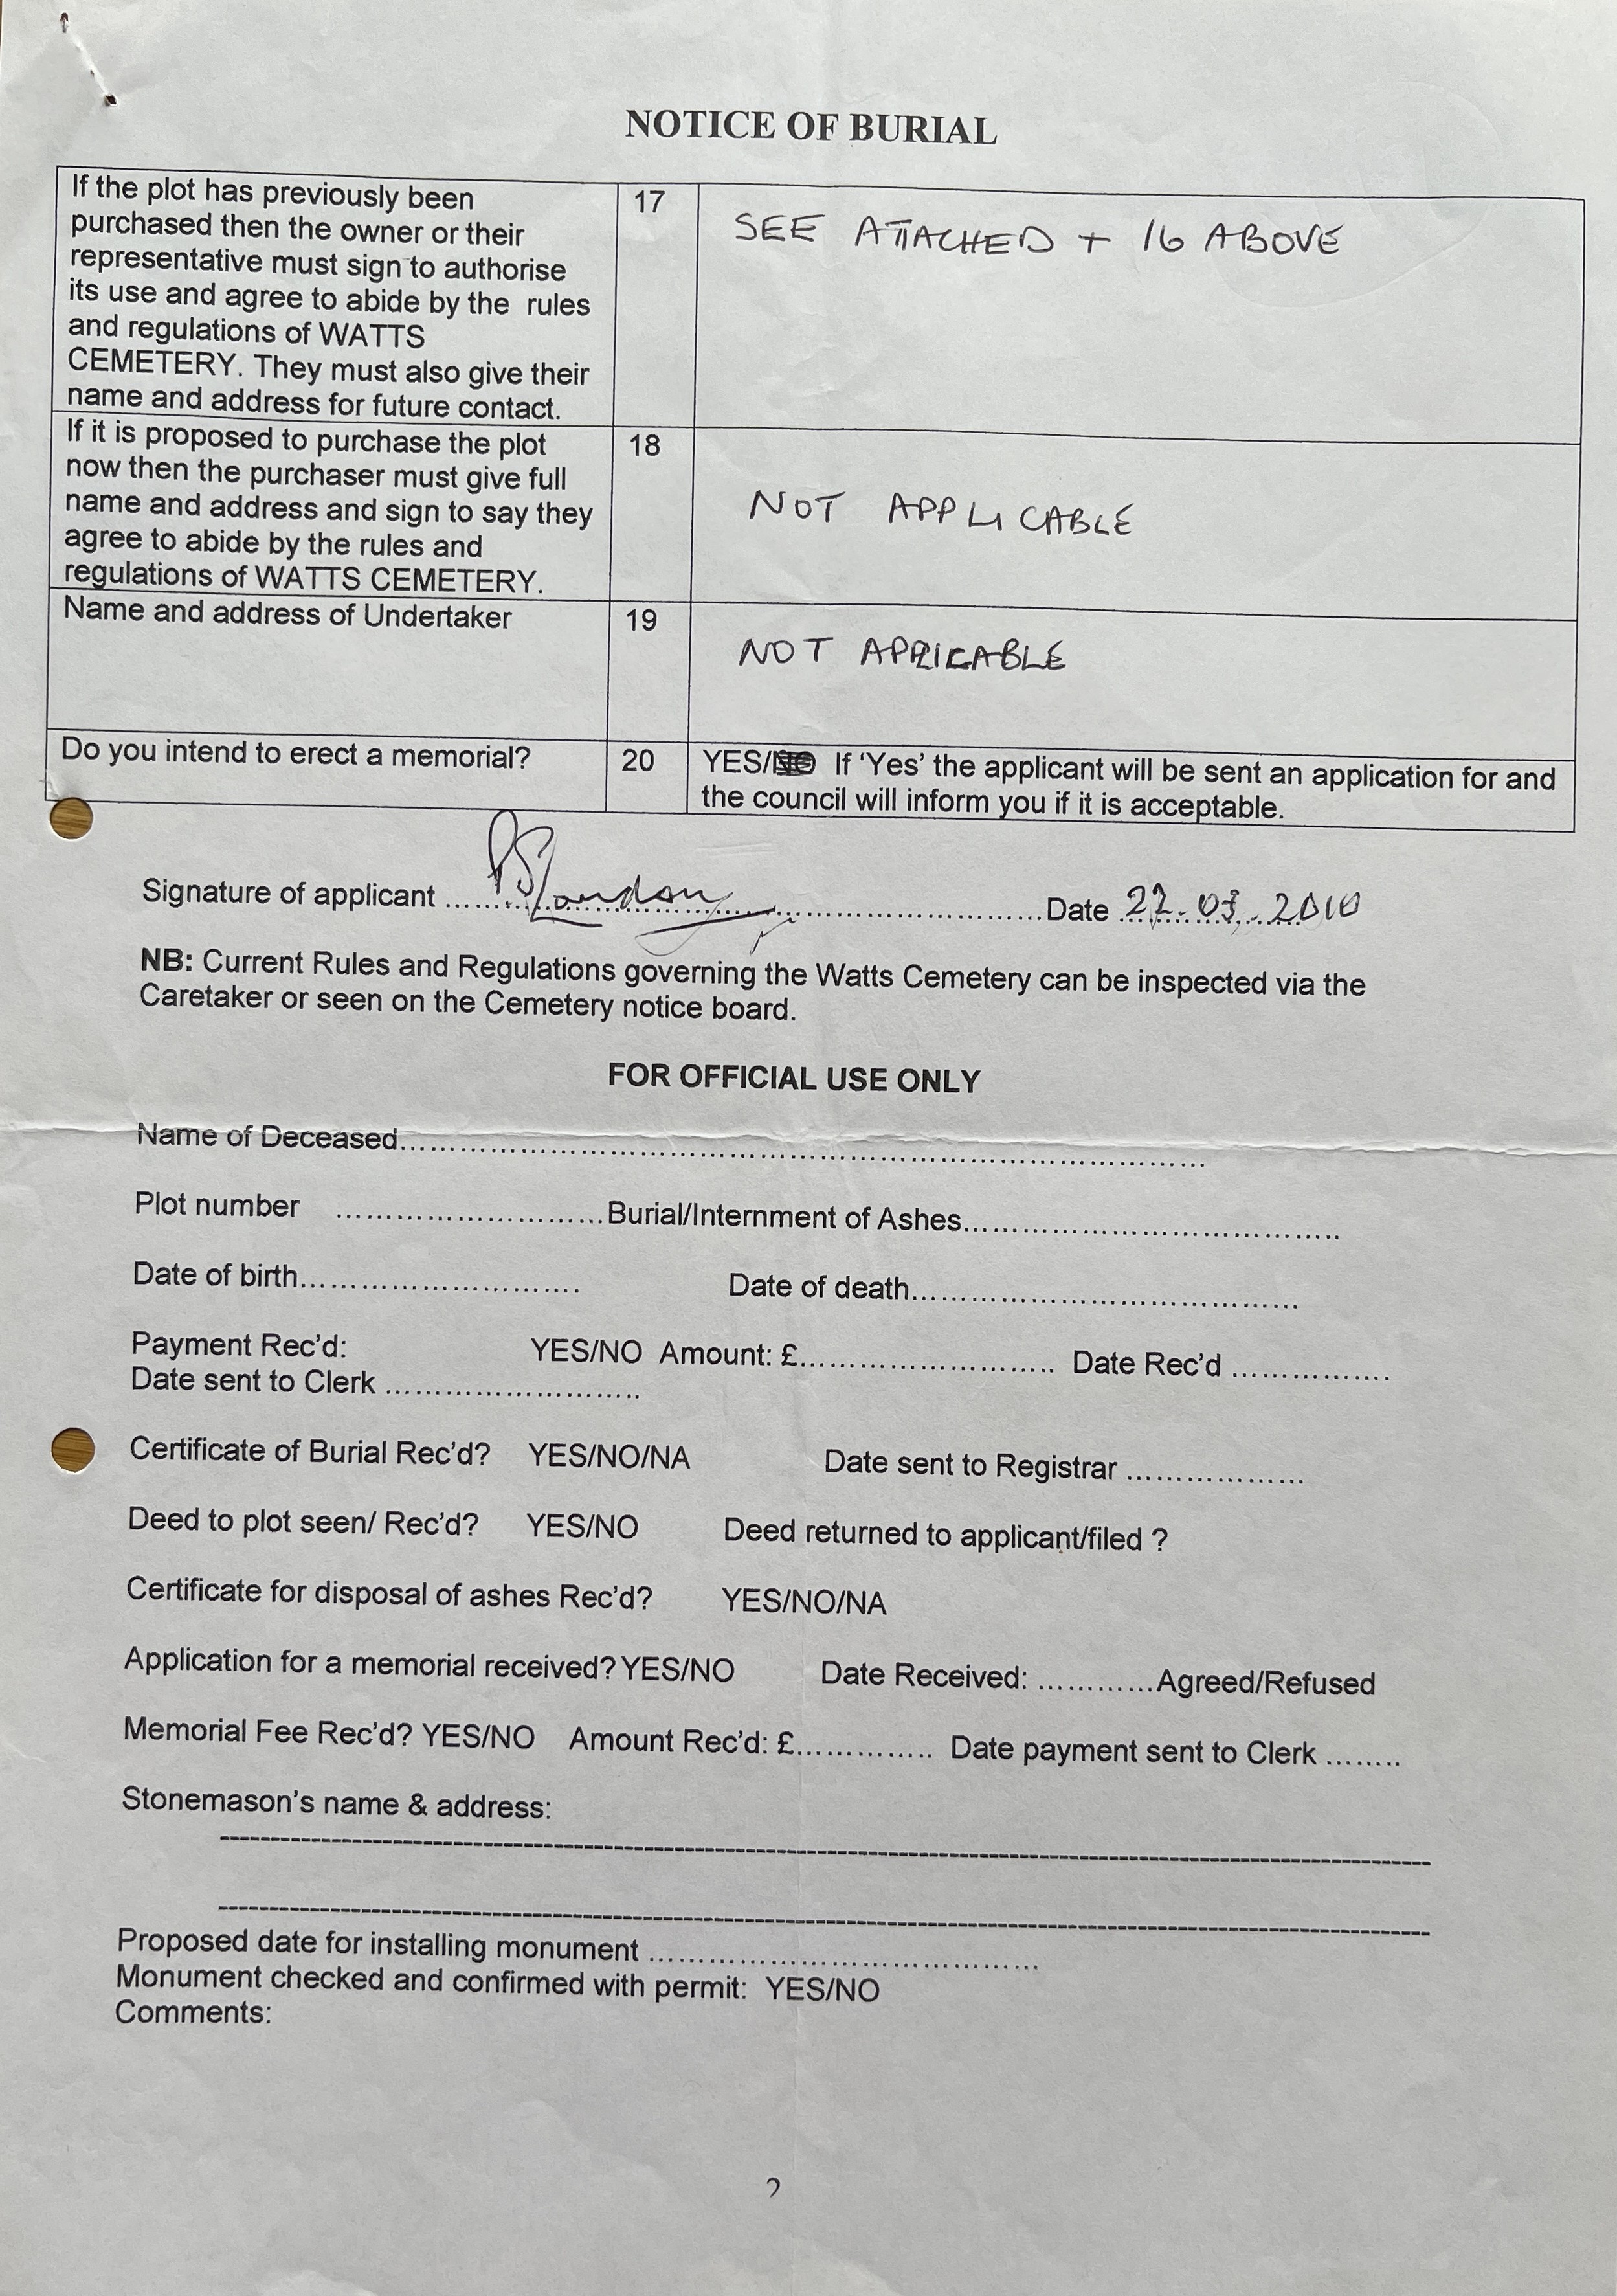 NOTICE OF BURIAL
If the plot has previously been
purchased then the owner or their
representative must sign to authorise
its use and agree to abide by the rules
and regulations of WATTS
CEMETERY. They must also give their
name and address for future contact.
17
SEE ATTACHED + 16 ABOVE
If it is proposed to purchase the plot
now then the purchaser must give full
name and address and sign to say they
agree to abide by the rules and
regulations of WATTS CEMETERY.
18
NOT APPLICABLE
Name and address of Undertaker
19
NOT APPLICABLE
Do you intend to erect a memorial?
20
YES/NO If ‘Yes’ the applicant will be sent an application for and
the council will inform you if it is acceptable.
Signature of applicant ........................................Date
NB: Current Rules and Regulations governing the Watts Cemetery can be inspected via the
Caretaker or seen on the Cemetery notice board.
FOR OFFICIAL USE ONLY
Name of Deceased........................................
Plot number ....................Burial/Internment of Ashes....................
Date of birth.................... Date of death....................
Payment Rec’d: YES/NO Amount: £.................... Date Rec’d ................
Date sent to Clerk ....................
Certificate of Burial Rec’d? YES/NO/NA Date sent to Registrar ....................
Deed to plot seen/ Rec’d? YES/NO Deed returned to applicant/filed ?
Certificate for disposal of ashes Rec’d? YES/NO/NA
Application for a memorial received? YES/NO Date Received: ............Agreed/Refused
Memorial Fee Rec’d? YES/NO Amount Rec’d: £.............. Date payment sent to Clerk ........
Stonemason’s name & address:
Proposed date for installing monument ........................................
Monument checked and confirmed with permit: YES/NO
Comments:
2